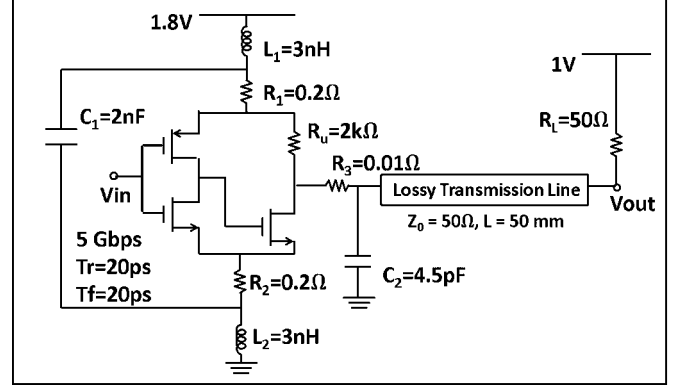 1.8V
L₁=3nH
1V
R₁=0.2Ω
C₁=2nF
Rᵤ=2kΩ
R_L=50Ω
R₃=0.01Ω
Lossy Transmission Line
Vin
Vout
Z₀ = 50Ω, L = 50 mm
5 Gbps
Tr=20ps
Tf=20ps
R₂=0.2Ω
C₂=4.5pF
L₂=3nH